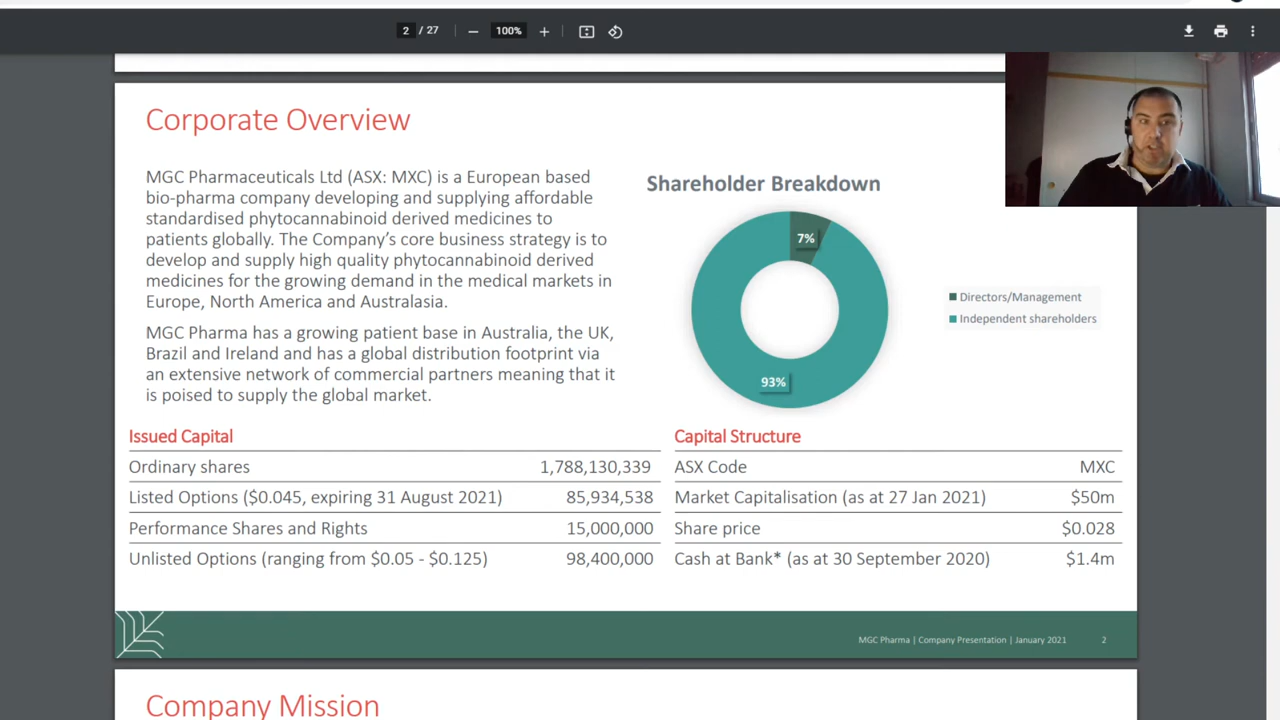 2 / 27
100%
Corporate Overview
MGC Pharmaceuticals Ltd (ASX: MXC) is a European based
bio-pharma company developing and supplying affordable
standardised phytocannabinoid derived medicines to
patients globally. The Company's core business strategy is to
develop and supply high quality phytocannabinoid derived
medicines for the growing demand in the medical markets in
Europe, North America and Australasia.
MGC Pharma has a growing patient base in Australia, the UK,
Brazil and Ireland and has a global distribution footprint via
an extensive network of commercial partners meaning that it
is poised to supply the global market.
Shareholder Breakdown
7%
93%
Directors/Management
Independent shareholders
Issued Capital
Ordinary shares 1,788,130,339
Listed Options ($0.045, expiring 31 August 2021) 85,934,538
Performance Shares and Rights 15,000,000
Unlisted Options (ranging from $0.05 - $0.125) 98,400,000
Capital Structure
ASX Code MXC
Market Capitalisation (as at 27 Jan 2021) $50m
Share price $0.028
Cash at Bank* (as at 30 September 2020) $1.4m
MGC Pharma | Company Presentation | January 2021 2
Company Mission